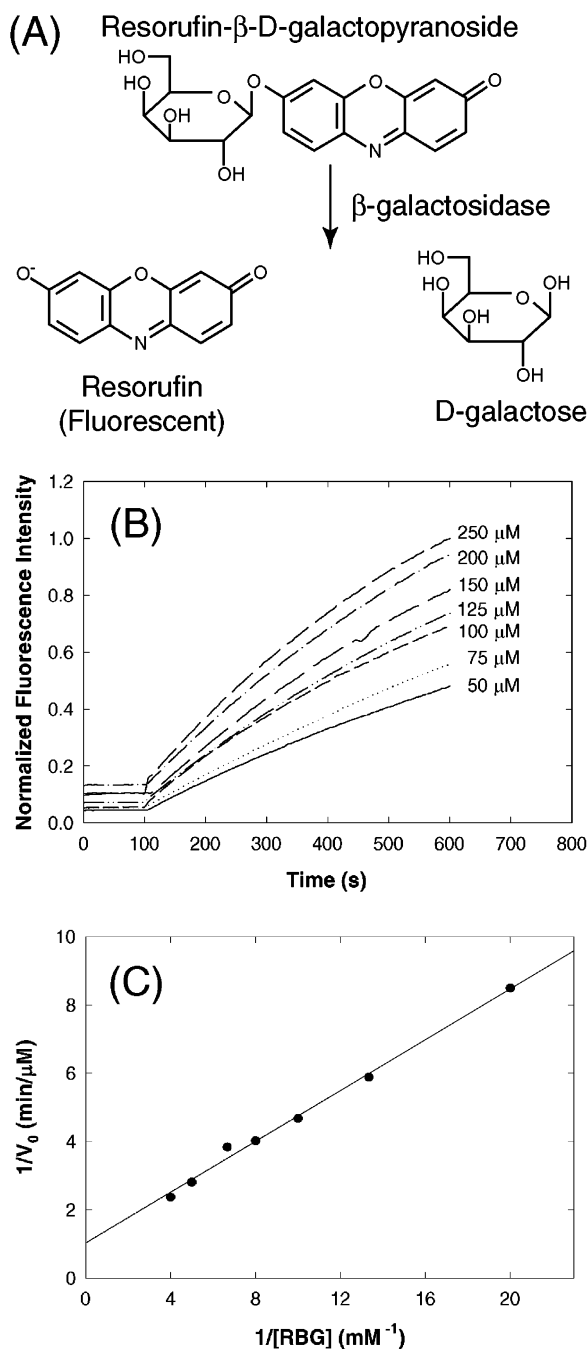 (A)
Resorufin-β-D-galactopyranoside
HO
HO
HO
OH
O
O
O
O
N
β-galactosidase
O-
O
O
N
Resorufin
(Fluorescent)
HO
HO
HO
O
OH
OH
D-galactose
(B)
Normalized Fluorescence Intensity
1.2
1.0
0.8
0.6
0.4
0.2
0.0
250 μM
200 μM
150 μM
125 μM
100 μM
75 μM
50 μM
0 100 200 300 400 500 600 700 800
Time (s)
(C)
1/V0 (min/μM)
10
8
6
4
2
0
0 4 8 12 16 20
1/[RBG] (mM-1)